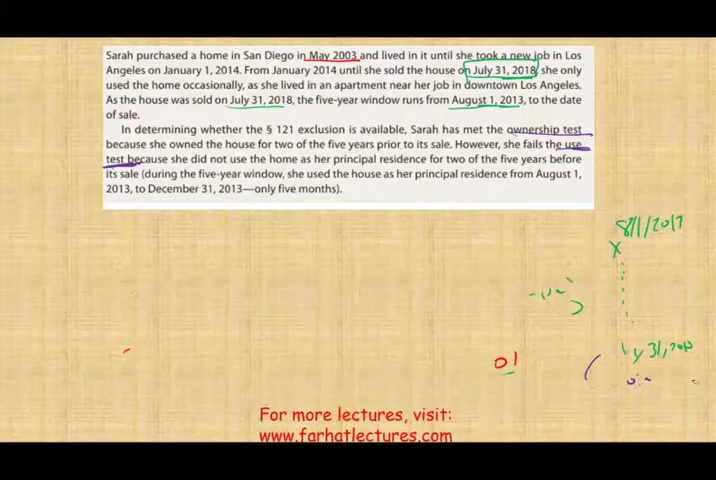 Sarah purchased a home in San Diego in May 2003 and lived in it until she took a new job in Los
Angeles on January 1, 2014. From January 2014 until she sold the house on July 31, 2018, she only
used the home occasionally, as she lived in an apartment near her job in downtown Los Angeles.
As the house was sold on July 31, 2018, the five-year window runs from August 1, 2013, to the date
of sale.
In determining whether the § 121 exclusion is available, Sarah has met the ownership test
because she owned the house for two of the five years prior to its sale. However, she fails the use
test because she did not use the home as her principal residence for two of the five years before
its sale (during the five-year window, she used the house as her principal residence from August 1,
2013, to December 31, 2013—only five months).
8/1/2017
X
y 31,
01
For more lectures, visit:
www.farhatlectures.com